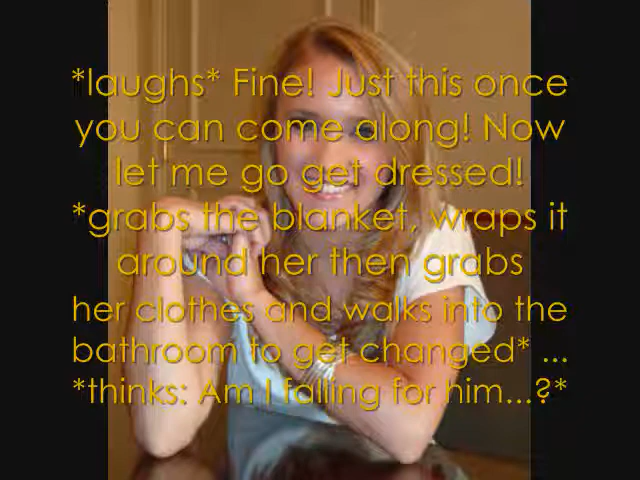 *laughs* Fine! Just this once
you can come along! Now
let me go get dressed!
*grabs the blanket, wraps it
around her then grabs
her clothes and walks into the
bathroom to get changed* ...
*thinks: Am I falling for him...?*